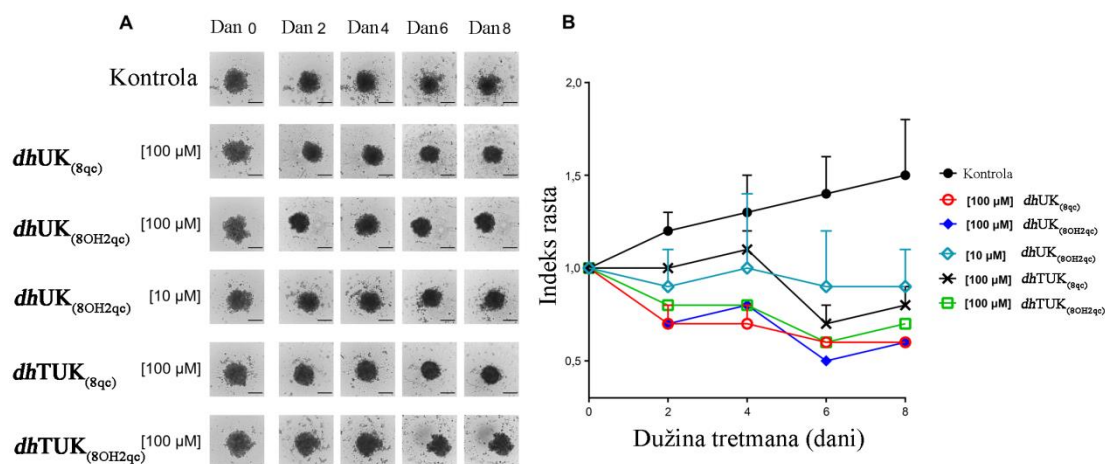 A
Dan 0 Dan 2 Dan 4 Dan 6 Dan 8
Kontrola
dhUK(8qc) [100 µM]
dhUK(8OH2qc) [100 µM]
dhUK(8OH2qc) [10 µM]
dhTUK(8qc) [100 µM]
dhTUK(8OH2qc) [100 µM]
B
2,0
1,5
1,0
0,5
0 2 4 6 8
Indeks rasta
Dužina tretmana (dani)
Kontrola
[100 µM] dhUK(8qc)
[100 µM] dhUK(8OH2qc)
[10 µM] dhUK(8OH2qc)
[100 µM] dhTUK(8qc)
[100 µM] dhTUK(8OH2qc)